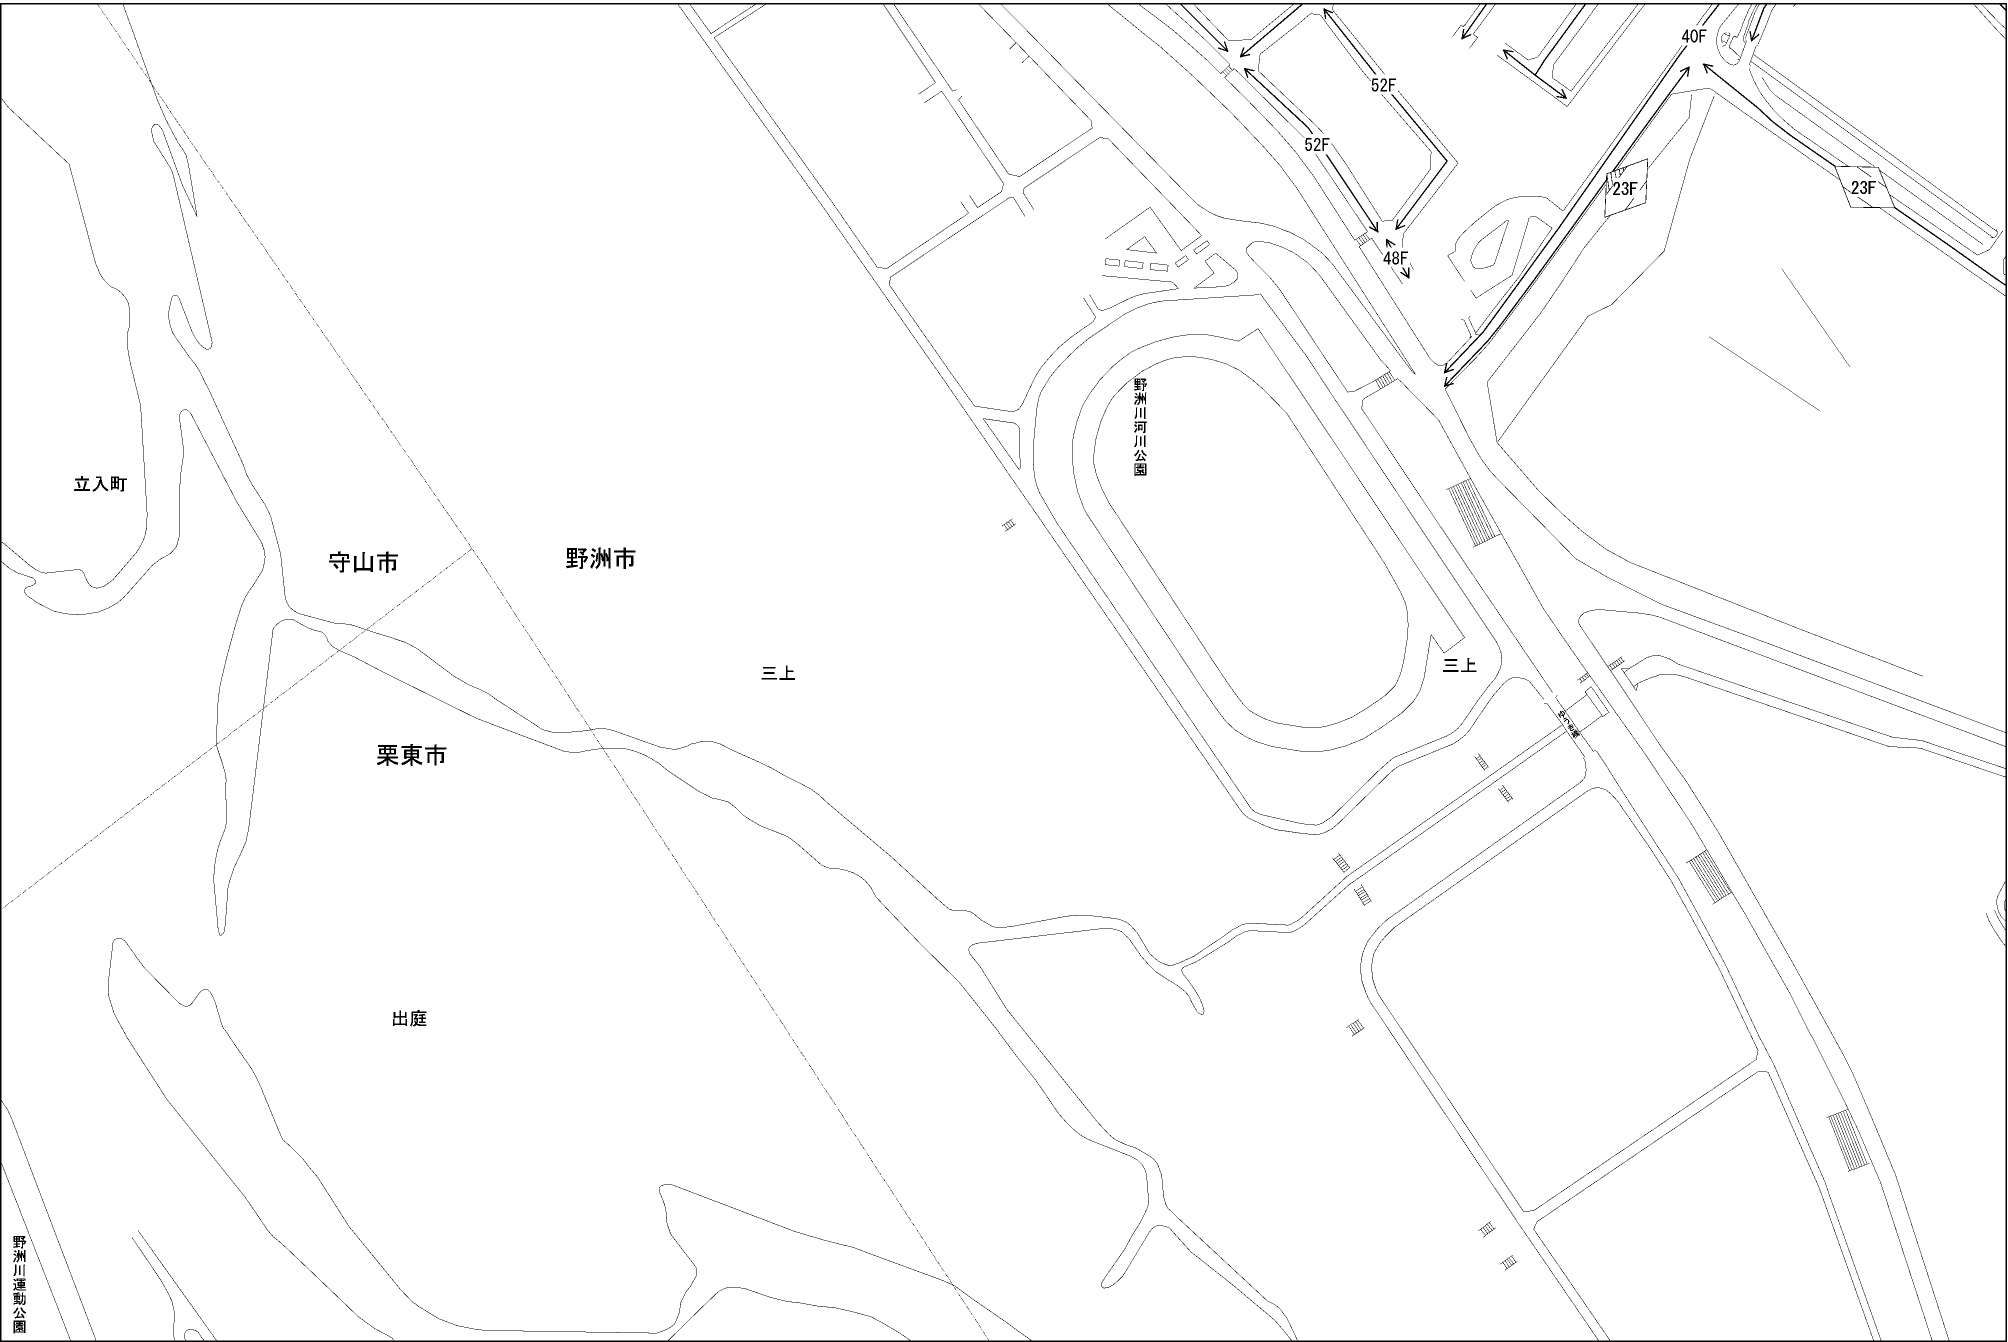 40F
52F
52F
23F
23F
48F
野洲川河川公園
立入町
守山市
野洲市
三上
三上
栗東市
出庭
野洲川運動公園